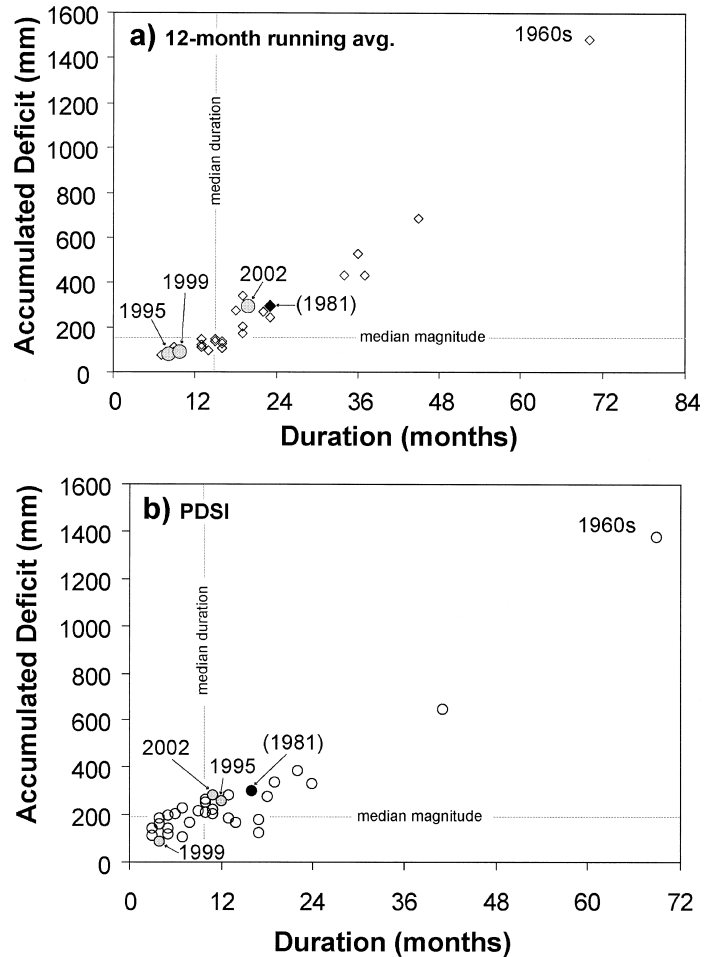 1600
a) 12-month running avg.
1960s
1400
1200
1000
800
600
400
200
0
Accumulated Deficit (mm)
median duration
1999
2002
1995
(1981)
median magnitude
0 12 24 36 48 60 72 84
Duration (months)
1600
b) PDSI
1960s
1400
1200
1000
800
600
400
200
0
Accumulated Deficit (mm)
median duration
2002
1995
(1981)
median magnitude
1999
0 12 24 36 48 60 72
Duration (months)